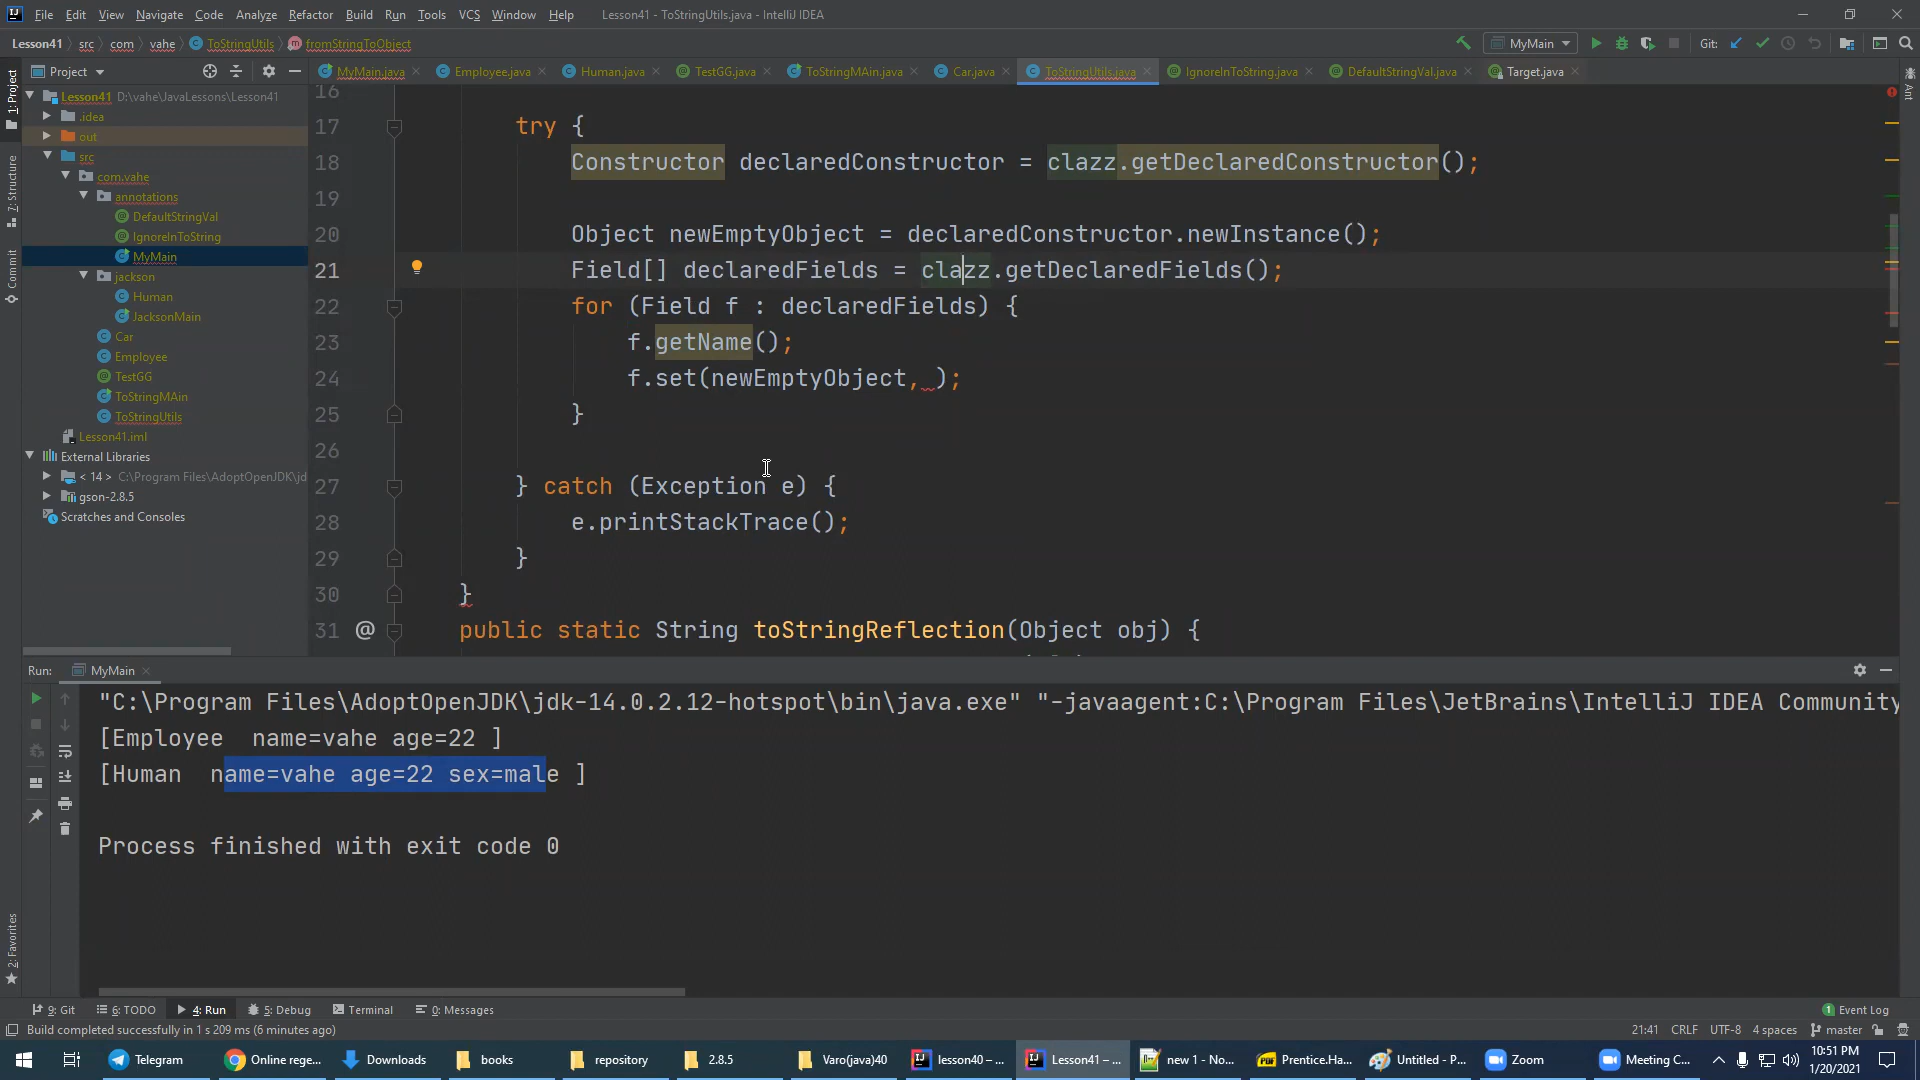 File Edit View Navigate Code Analyze Refactor Build Run Tools VCS Window Help Lesson41 - ToStringUtils.java - IntelliJ IDEA
Lesson41 src com vahe ToStringUtils fromStringToObject MyMain Git:
Project MyMain.java Employee.java Human.java TestGG.java ToStringMAin.java Car.java ToStringUtils.java IgnoreInToString.java DefaultStringVal.java Target.java
1: Project
7: Structure
Commit
2: Favorites
Ant
Lesson41 D:\vahe\JavaLessons\Lesson41
.idea
out
src
com.vahe
annotations
DefaultStringVal
IgnoreInToString
MyMain
jackson
Human
JacksonMain
Car
Employee
TestGG
ToStringMAin
ToStringUtils
Lesson41.iml
External Libraries
< 14 > C:\Program Files\AdoptOpenJDK\jd
gson-2.8.5
Scratches and Consoles
16
17 try {
18 Constructor declaredConstructor = clazz.getDeclaredConstructor();
19
20 Object newEmptyObject = declaredConstructor.newInstance();
21 Field[] declaredFields = clazz.getDeclaredFields();
22 for (Field f : declaredFields) {
23 f.getName();
24 f.set(newEmptyObject, );
25 }
26
27 } catch (Exception e) {
28 e.printStackTrace();
29 }
30 }
31 @ public static String toStringReflection(Object obj) {
Run: MyMain
"C:\Program Files\AdoptOpenJDK\jdk-14.0.2.12-hotspot\bin\java.exe" "-javaagent:C:\Program Files\JetBrains\IntelliJ IDEA Community
[Employee  name=vahe age=22 ]
[Human  name=vahe age=22 sex=male ]
Process finished with exit code 0
9: Git 6: TODO 4: Run 5: Debug Terminal 0: Messages Event Log
Build completed successfully in 1 s 209 ms (6 minutes ago) 21:41 CRLF UTF-8 4 spaces master
Telegram Online rege... Downloads books repository 2.8.5 Varo(java)40 lesson40 – ... Lesson41 – ... new 1 - No... Prentice.Ha... Untitled - P... Zoom Meeting C... 10:51 PM
1/20/2021